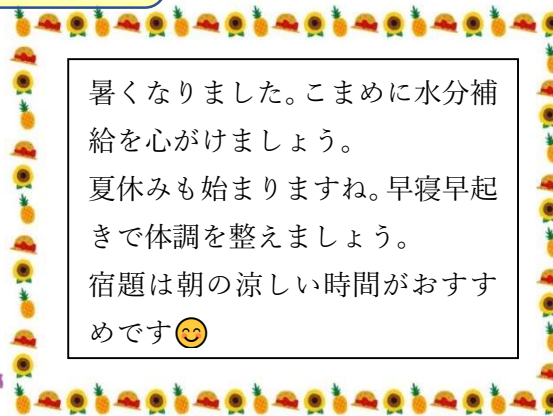 暑くなりました。こまめに水分補
給を心がけましょう。
夏休みも始まりますね。早寝早起
きで体調を整えましょう。
宿題は朝の涼しい時間がおすす
めです😊